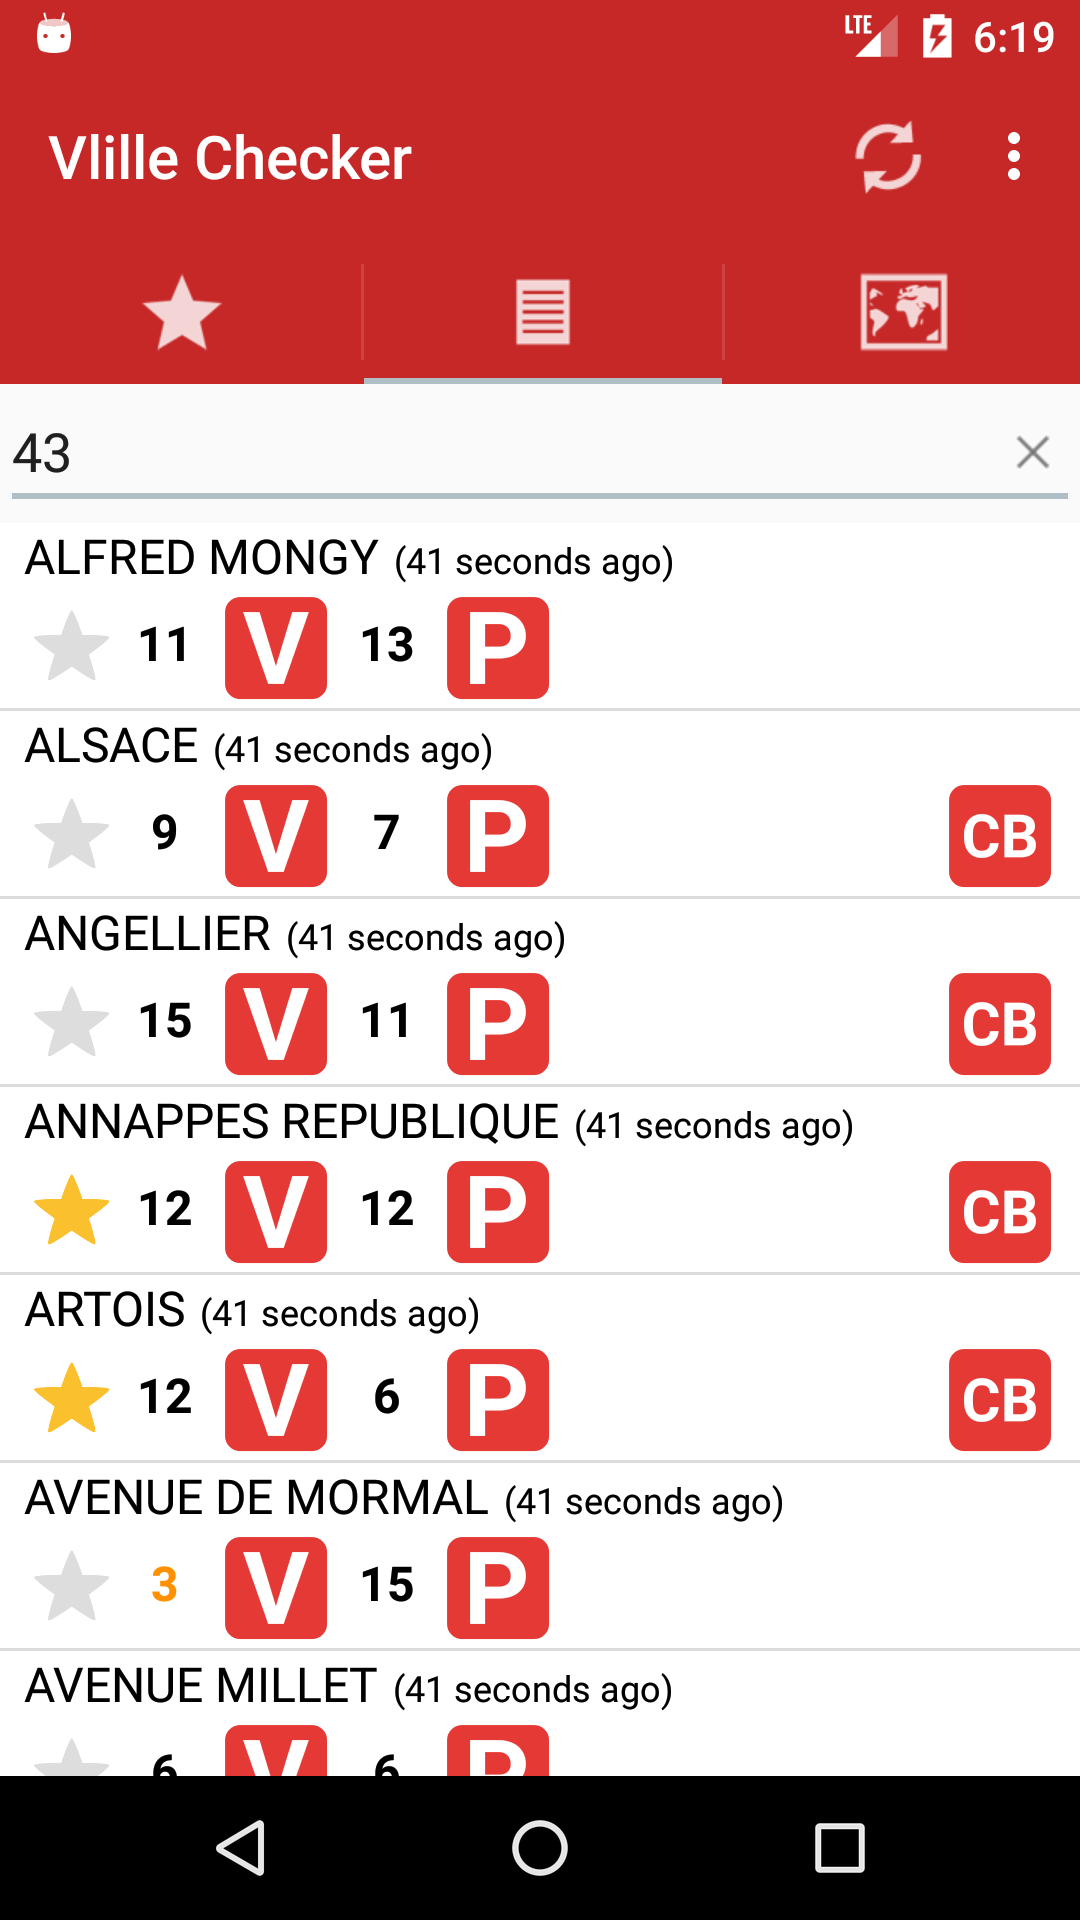 LTE 6:19
Vlille Checker
43
ALFRED MONGY (41 seconds ago)
11 V 13 P
ALSACE (41 seconds ago)
9 V 7 P CB
ANGELLIER (41 seconds ago)
15 V 11 P CB
ANNAPPES REPUBLIQUE (41 seconds ago)
12 V 12 P CB
ARTOIS (41 seconds ago)
12 V 6 P CB
AVENUE DE MORMAL (41 seconds ago)
3 V 15 P
AVENUE MILLET (41 seconds ago)
6 V 6 P